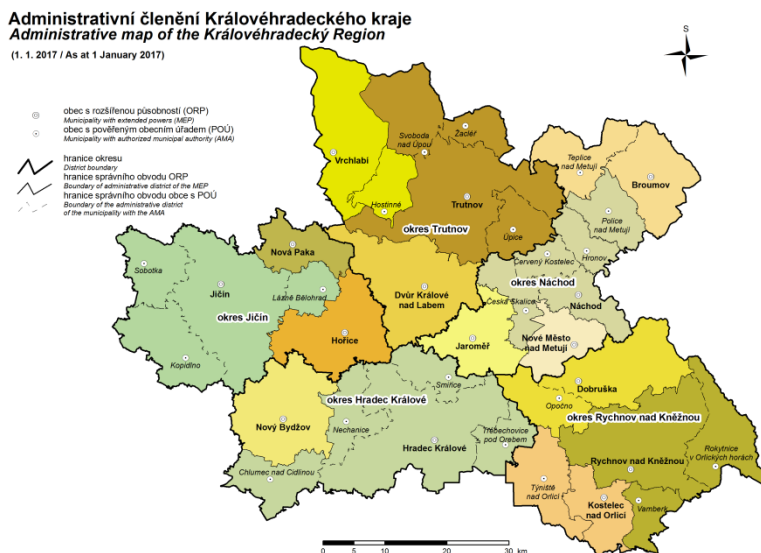 Administrativní členění Královéhradeckého kraje
Administrative map of the Královéhradecký Region
(1. 1. 2017 / As at 1 January 2017)
S
obec s rozšířenou působností (ORP)
Municipality with extended powers (MEP)
obec s pověřeným obecním úřadem (POÚ)
Municipality with authorized municipal authority (AMA)
hranice okresu
District boundary
hranice správního obvodu ORP
Boundary of administrative district of the MEP
hranice správního obvodu obce s POÚ
Boundary of the administrative district
of the municipality with the AMA
Vrchlabí
Svoboda
nad Úpou
Žacléř
Teplice
nad Metují
Broumov
Hostinné
Trutnov
okres Trutnov
Úpice
Police
nad Metují
Hronov
Červený Kostelec
Nová Paka
Sobotka
Jičín
Lázně Bělohrad
okres Jičín
Dvůr Králové
nad Labem
okres Náchod
Náchod
Česká Skalice
Hořice
Jaroměř
Nové Město
nad Metují
Kopidlno
Smiřice
Dobruška
okres Hradec Králové
Opočno
okres Rychnov nad Kněžnou
Nový Bydžov
Nechanice
Třebechovice
pod Orebem
Hradec Králové
Rychnov nad Kněžnou
Rokytnice
v Orlických horách
Chlumec nad Cidlinou
Týniště
nad Orlicí
Kostelec
nad Orlicí
Vamberk
0 5 10 20 30 km